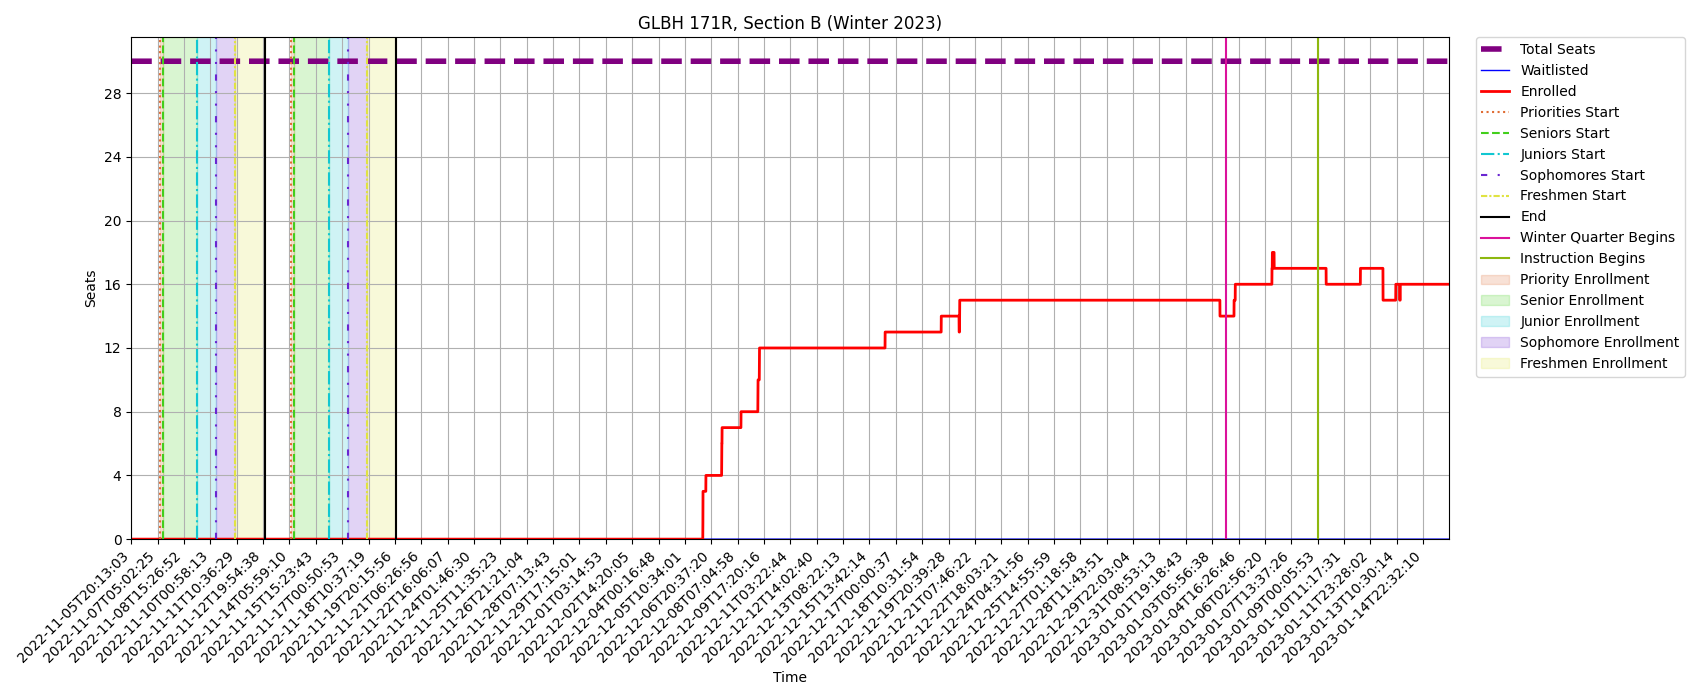 GLBH 171R, Section B (Winter 2023)
Total Seats
Waitlisted
Enrolled
Priorities Start
Seniors Start
Juniors Start
Sophomores Start
Freshmen Start
End
Winter Quarter Begins
Instruction Begins
Priority Enrollment
Senior Enrollment
Junior Enrollment
Sophomore Enrollment
Freshmen Enrollment
Seats
28
24
20
16
12
8
4
0
2022-11-05T20:13:03
2022-11-07T05:02:25
2022-11-08T15:26:52
2022-11-10T00:58:13
2022-11-11T10:36:29
2022-11-12T19:54:38
2022-11-14T05:59:10
2022-11-15T15:23:43
2022-11-17T00:50:53
2022-11-18T10:37:19
2022-11-19T20:15:56
2022-11-21T06:26:56
2022-11-22T16:06:07
2022-11-24T01:46:30
2022-11-25T11:35:23
2022-11-26T21:21:04
2022-11-28T07:13:43
2022-11-29T17:15:01
2022-12-01T03:14:53
2022-12-02T14:20:05
2022-12-04T00:16:48
2022-12-05T10:34:01
2022-12-06T20:37:20
2022-12-08T07:04:58
2022-12-09T17:20:16
2022-12-11T03:22:44
2022-12-12T14:02:40
2022-12-13T08:22:13
2022-12-15T13:42:14
2022-12-17T00:00:37
2022-12-18T10:31:54
2022-12-19T20:39:28
2022-12-21T07:46:22
2022-12-22T18:03:21
2022-12-24T04:31:56
2022-12-25T14:55:59
2022-12-27T01:18:58
2022-12-28T11:43:51
2022-12-29T22:03:04
2022-12-31T08:53:13
2023-01-01T19:18:43
2023-01-03T05:56:38
2023-01-04T16:26:46
2023-01-06T02:56:20
2023-01-07T13:37:26
2023-01-09T00:05:53
2023-01-10T11:17:31
2023-01-11T23:28:02
2023-01-13T10:30:14
2023-01-14T22:32:10
Time